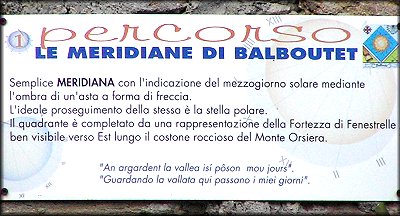 1 percorso
LE MERIDIANE DI BALBOUTET
XII
Semplice MERIDIANA con l'indicazione del mezzogiorno solare mediante
l'ombra di un'asta a forma di freccia.
L'ideale proseguimento della stessa è la stella polare.
Il quadrante è completato da una rappresentazione della Fortezza di Fenestrelle
ben visibile verso Est lungo il costone roccioso del Monte Orsiera.
"An argardent la vallea isí pôson mou jours".
"Guardando la vallata qui passano i miei giorni".